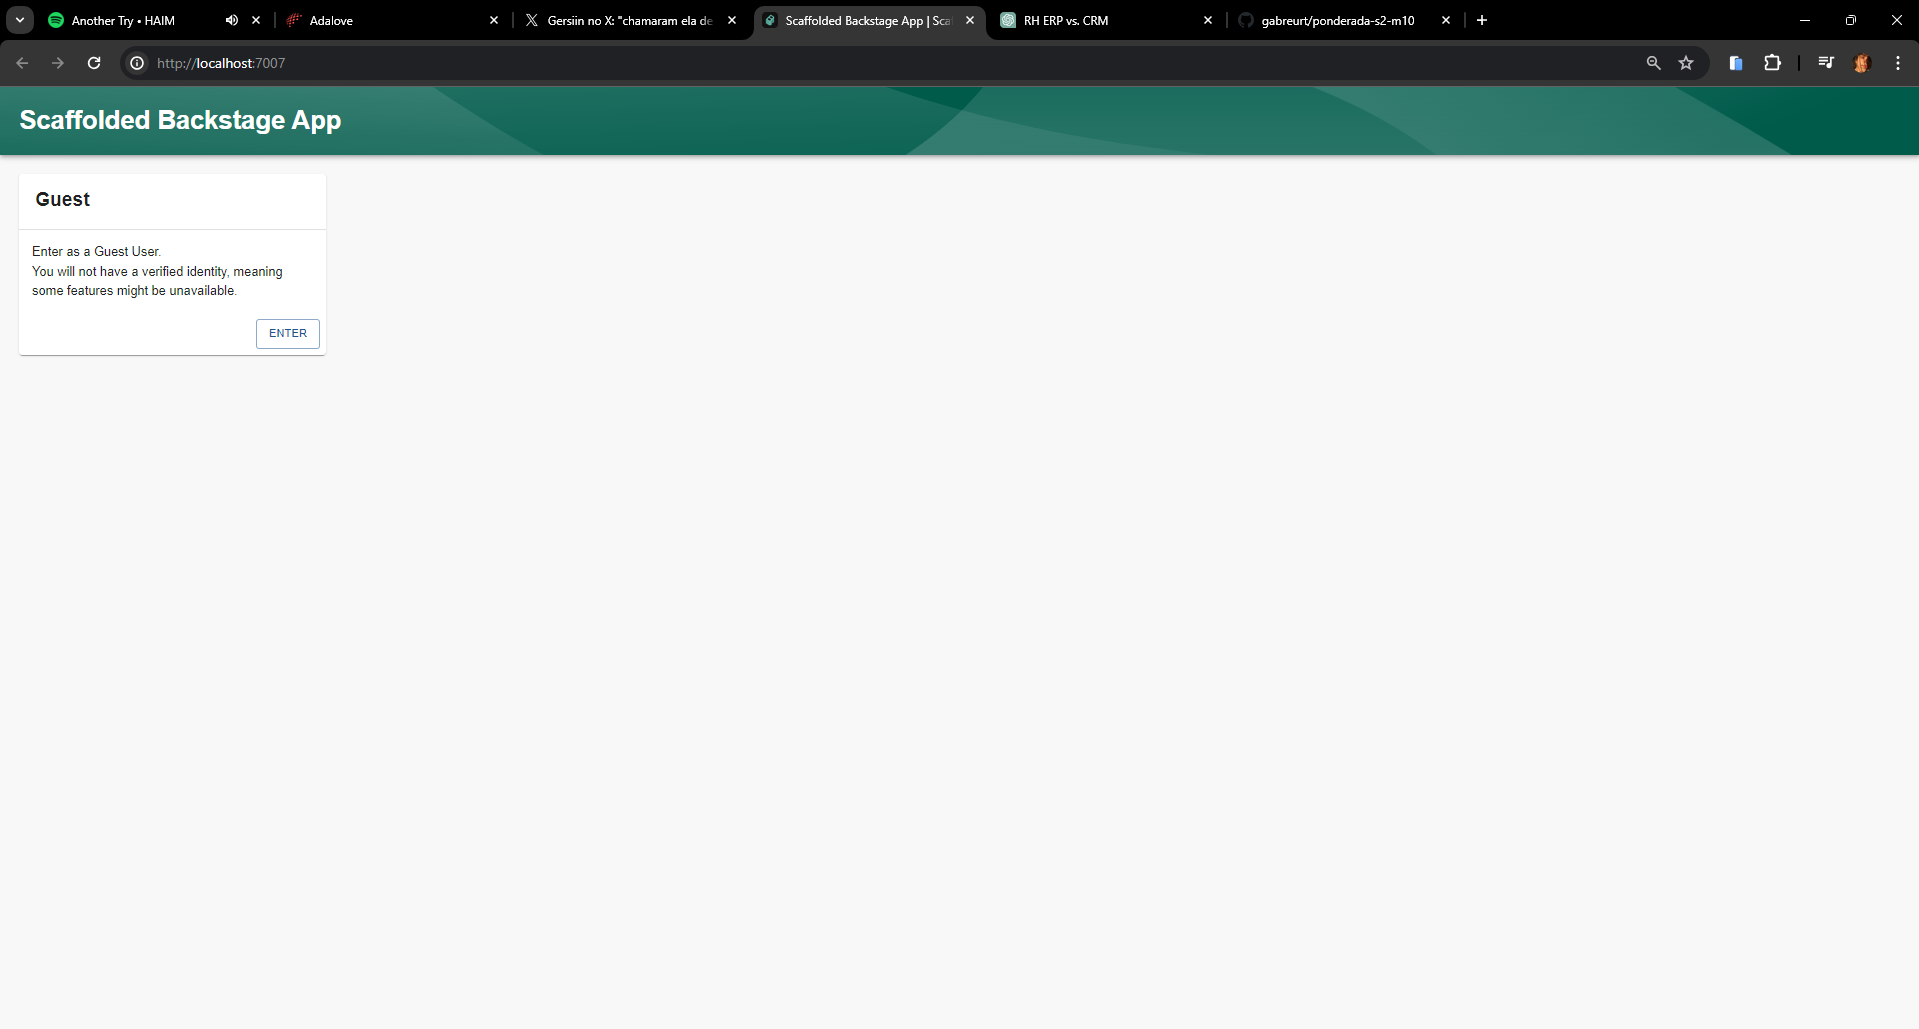 Another Try • HAIM
Adalove
Gersiin no X: "chamaram ela de
Scaffolded Backstage App | Sca
RH ERP vs. CRM
gabreurt/ponderada-s2-m10
http://localhost:7007
Scaffolded Backstage App
Guest
Enter as a Guest User.
You will not have a verified identity, meaning
some features might be unavailable.
ENTER